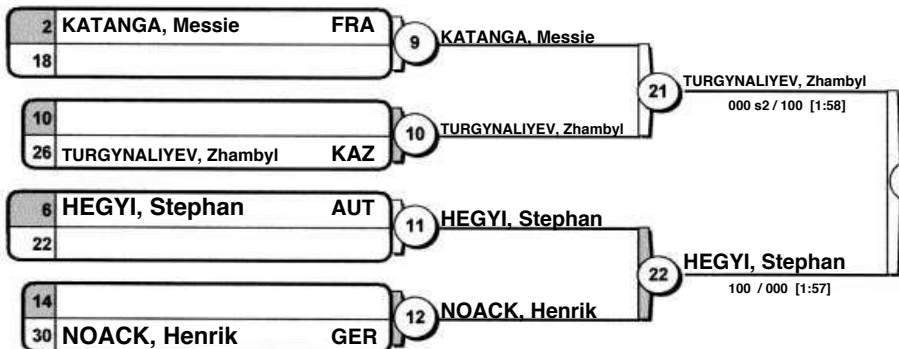 2 KATANGA, Messie FRA
18
9 KATANGA, Messie
10
26 TURGYNALIYEV, Zhambyl KAZ
10 TURGYNALIYEV, Zhambyl
21 TURGYNALIYEV, Zhambyl
000 s2 / 100 [1:58]
6 HEGYI, Stephan AUT
22
11 HEGYI, Stephan
14
30 NOACK, Henrik GER
12 NOACK, Henrik
22 HEGYI, Stephan
100 / 000 [1:57]